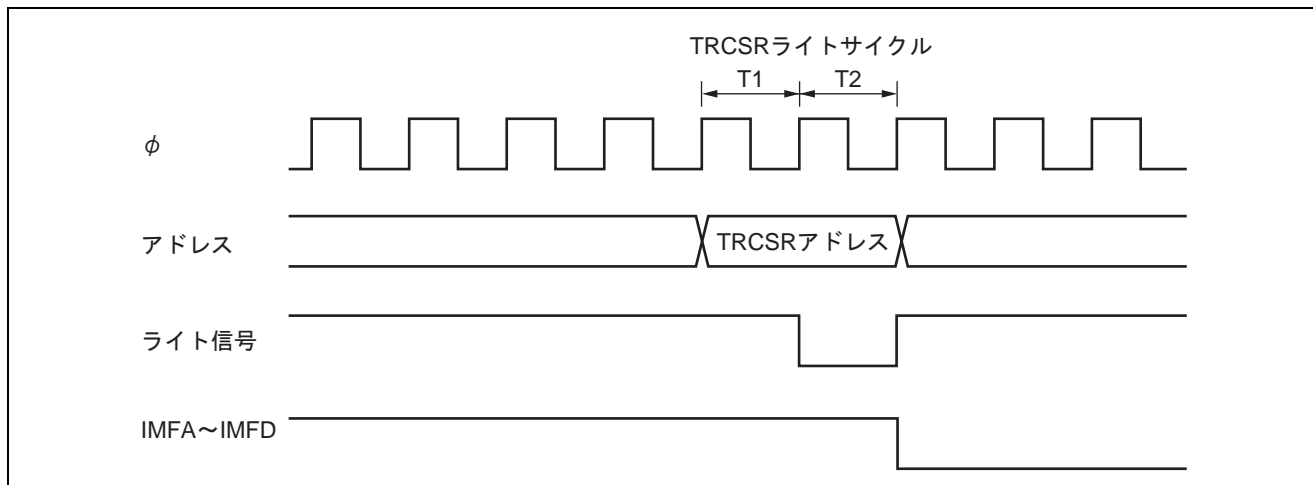 TRCSRライトサイクル
T1 T2
φ
アドレス TRCSRアドレス
ライト信号
IMFA~IMFD